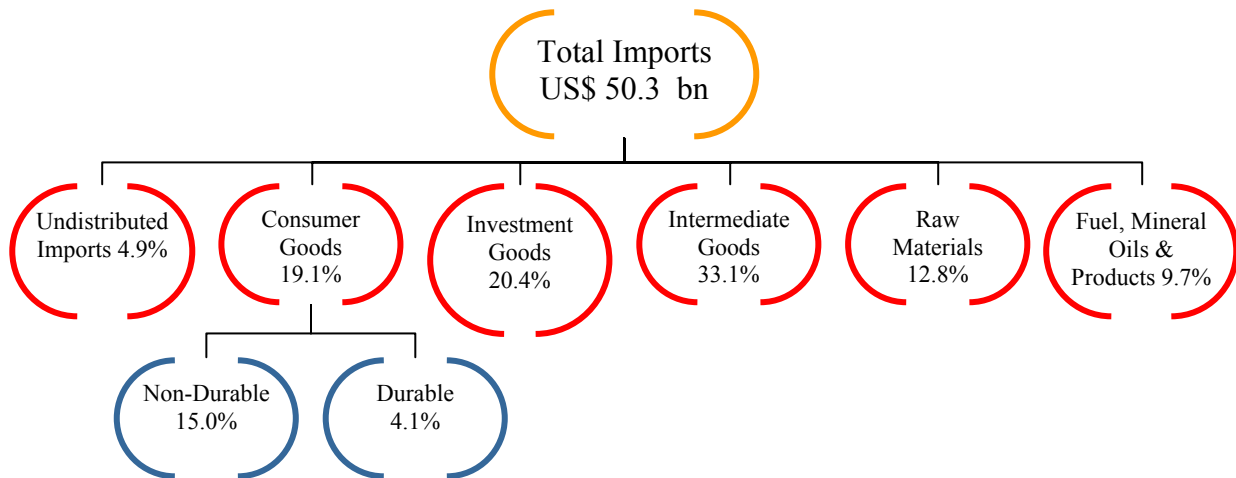 Total Imports
US$ 50.3 bn
Undistributed
Imports 4.9%
Consumer
Goods
19.1%
Investment
Goods
20.4%
Intermediate
Goods
33.1%
Raw
Materials
12.8%
Fuel, Mineral
Oils &
Products 9.7%
Non-Durable
15.0%
Durable
4.1%